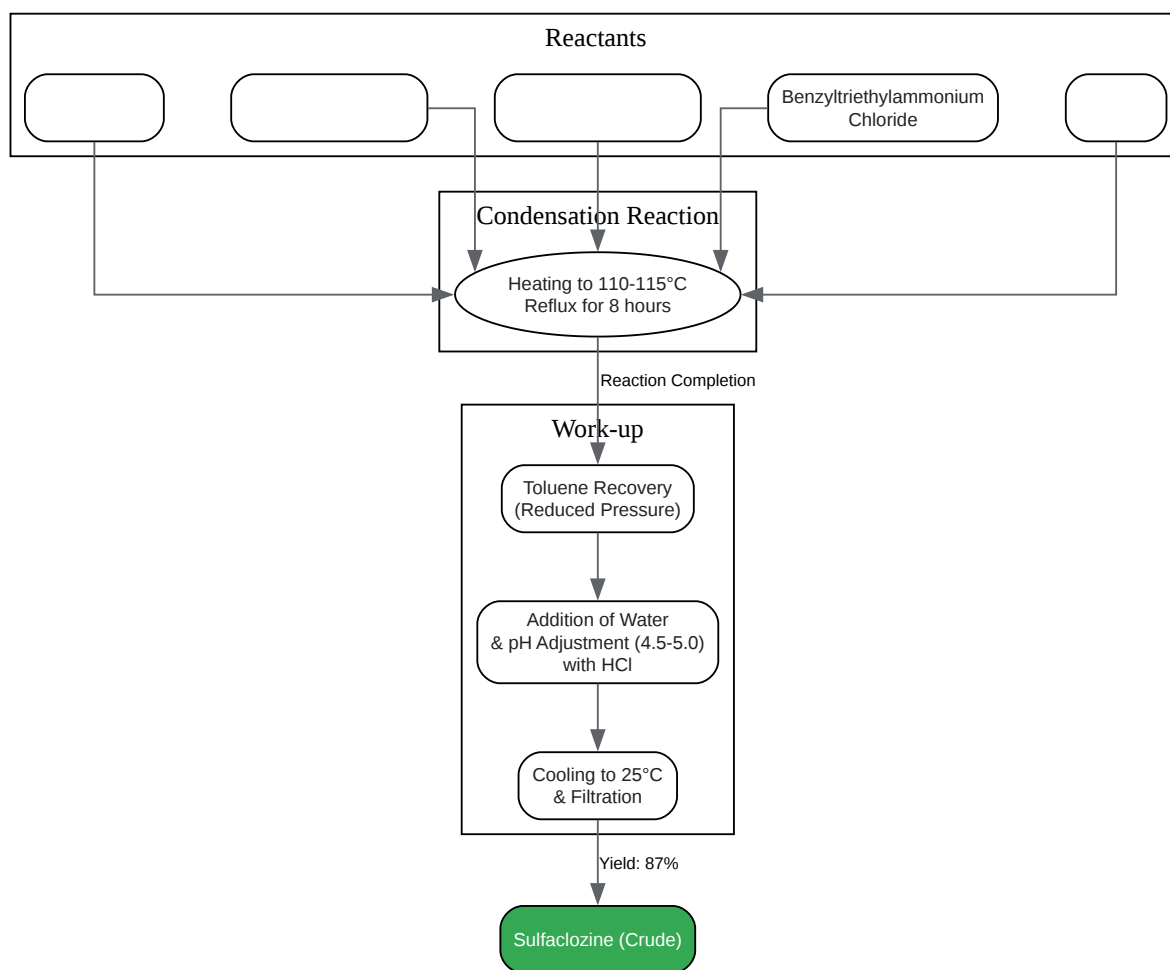 Reactants
Benzyltriethylammonium
Chloride
Condensation Reaction
Heating to 110-115°C
Reflux for 8 hours
Reaction Completion
Work-up
Toluene Recovery
(Reduced Pressure)
Addition of Water
& pH Adjustment (4.5-5.0)
with HCl
Cooling to 25°C
& Filtration
Yield: 87%
Sulfaclozine (Crude)